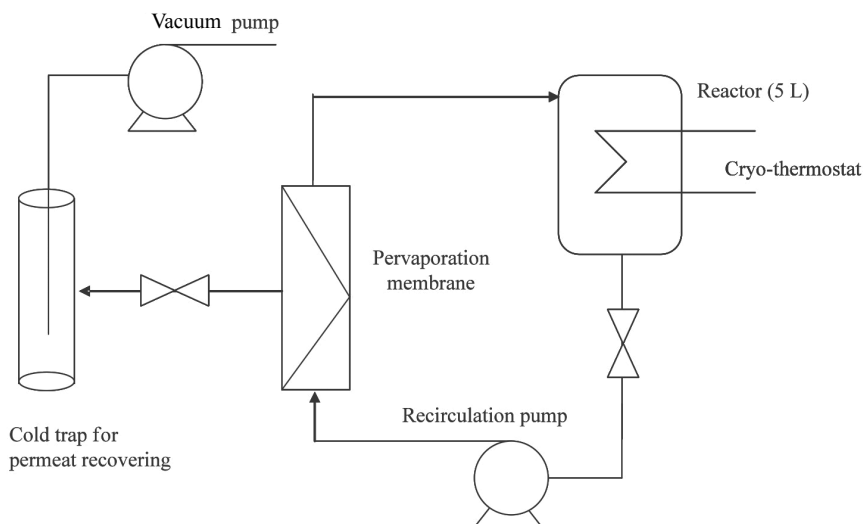 Vacuum pump
Reactor (5 L)
Cryo-thermostat
Pervaporation
membrane
Recirculation pump
Cold trap for
permeat recovering